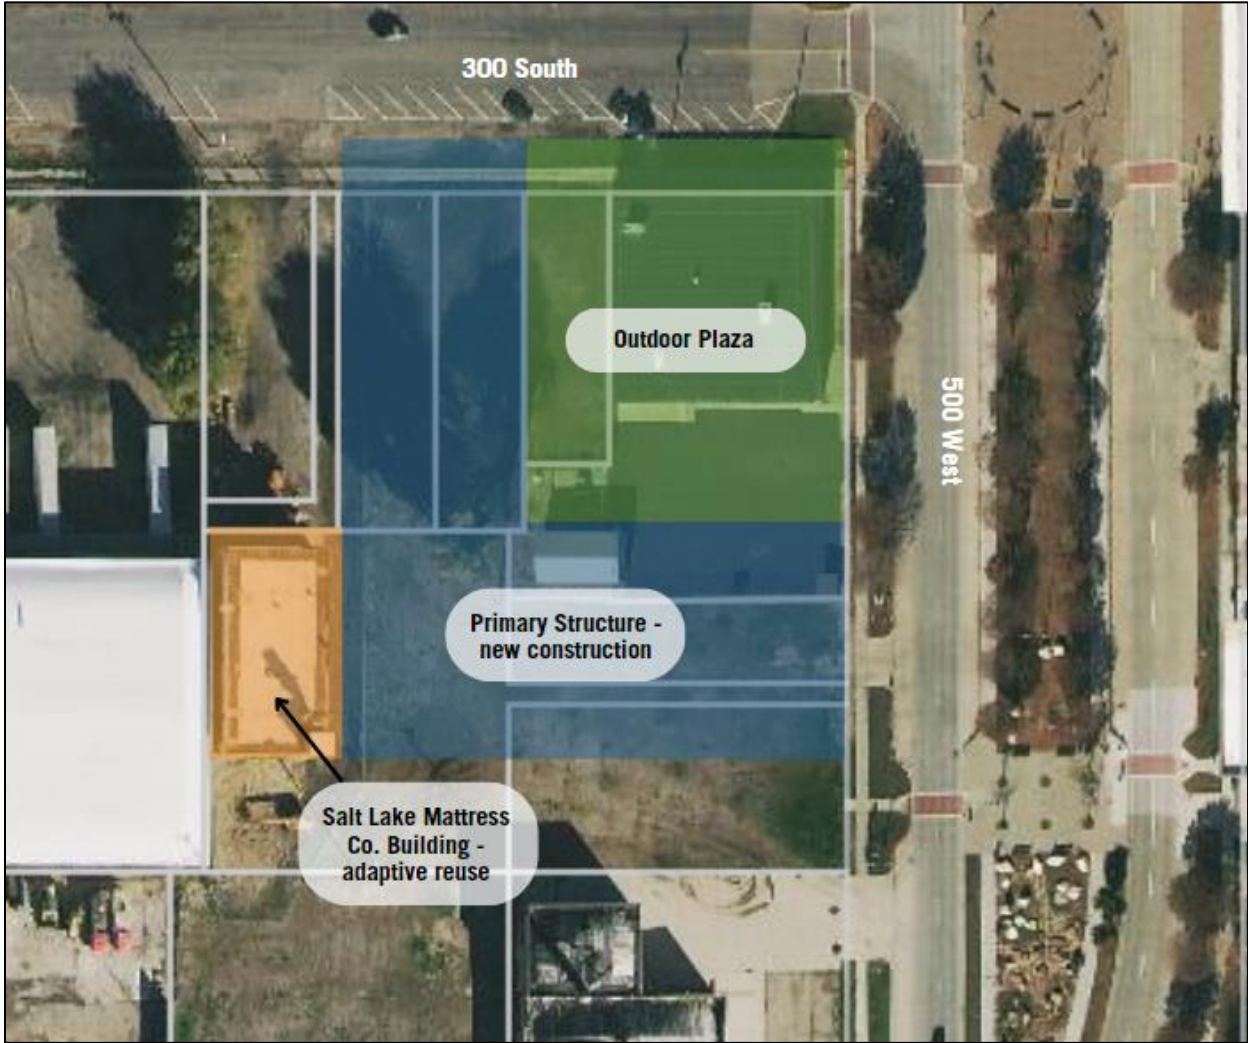 300 South
Outdoor Plaza
500 West
Primary Structure -
new construction
Salt Lake Mattress
Co. Building -
adaptive reuse